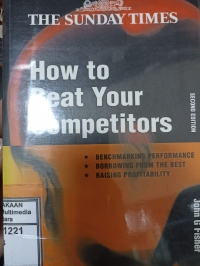 THE SUNDAY TIMES
How to
Beat Your
Competitors
SECOND EDITION
• BENCHMARKING PERFORMANCE
• BORROWING FROM THE BEST
• RAISING PROFITABILITY
John G Fisher
AKAAN
Multimedia
1221